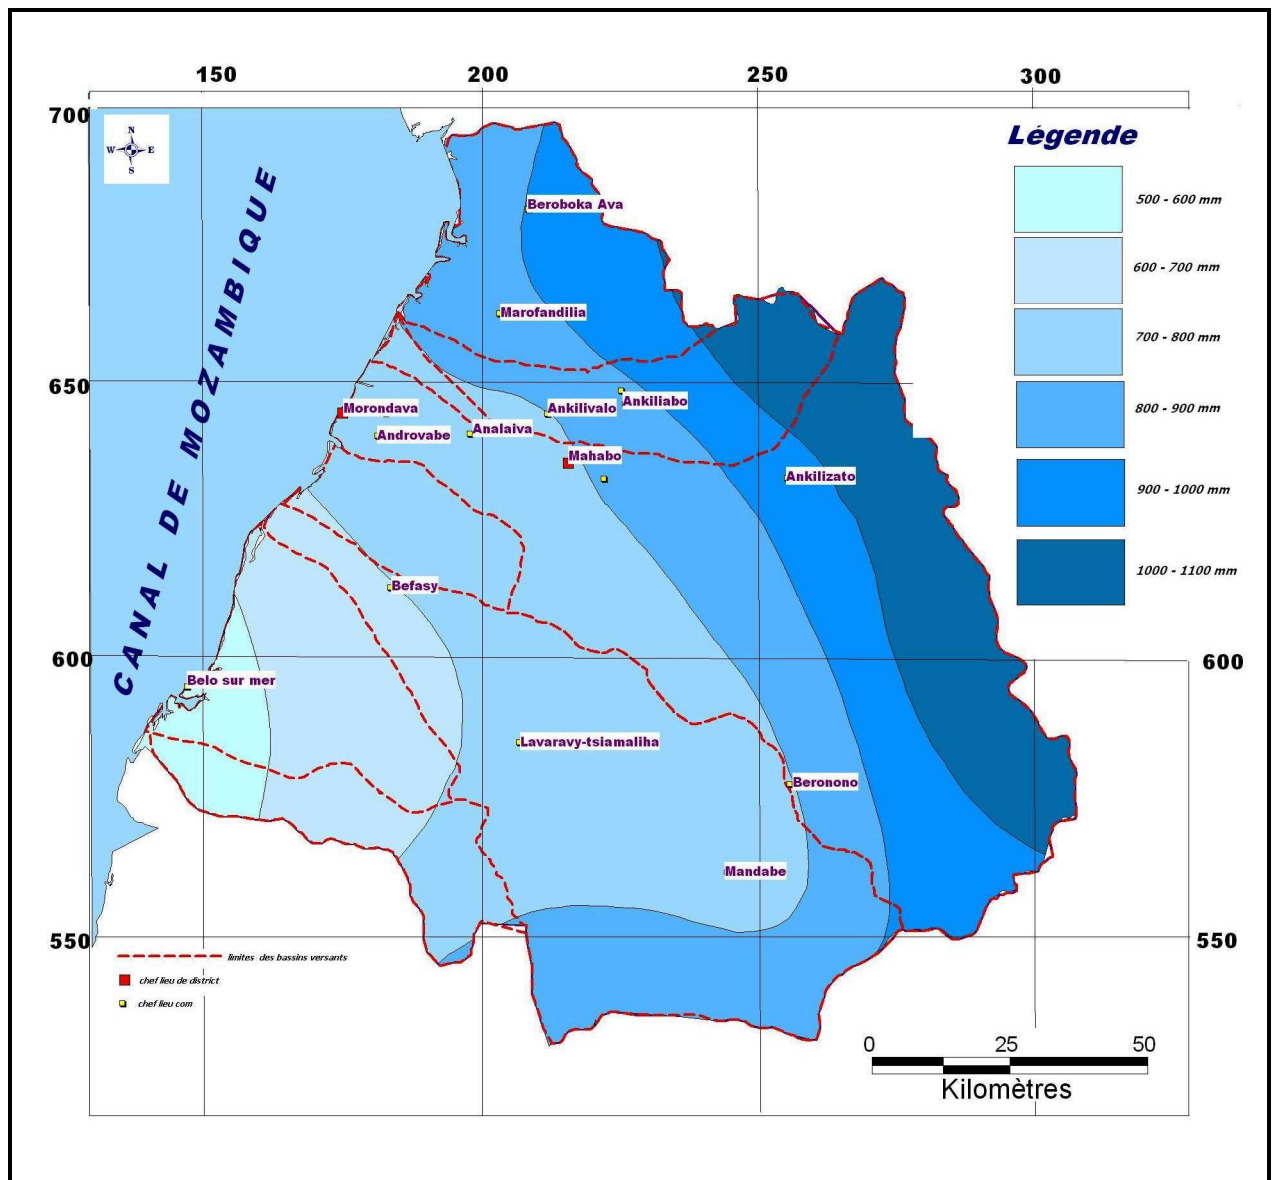 150 200 250 300
700
N
W E
S
Légende
500 - 600 mm
600 - 700 mm
700 - 800 mm
800 - 900 mm
900 - 1000 mm
1000 - 1100 mm
CANAL DE MOZAMBIQUE
Beroboka Ava
Marofandilia
650
Morondava
Ankilivalo
Ankiliabo
Androvabe
Analaiva
Mahabo
Ankilizato
Befasy
600 600
Belo sur mer
Lavaravy-tsiamaliha
Beronono
Mandabe
550 550
limites des bassins versants
chef lieu de district
chef lieu com
0 25 50
Kilomètres